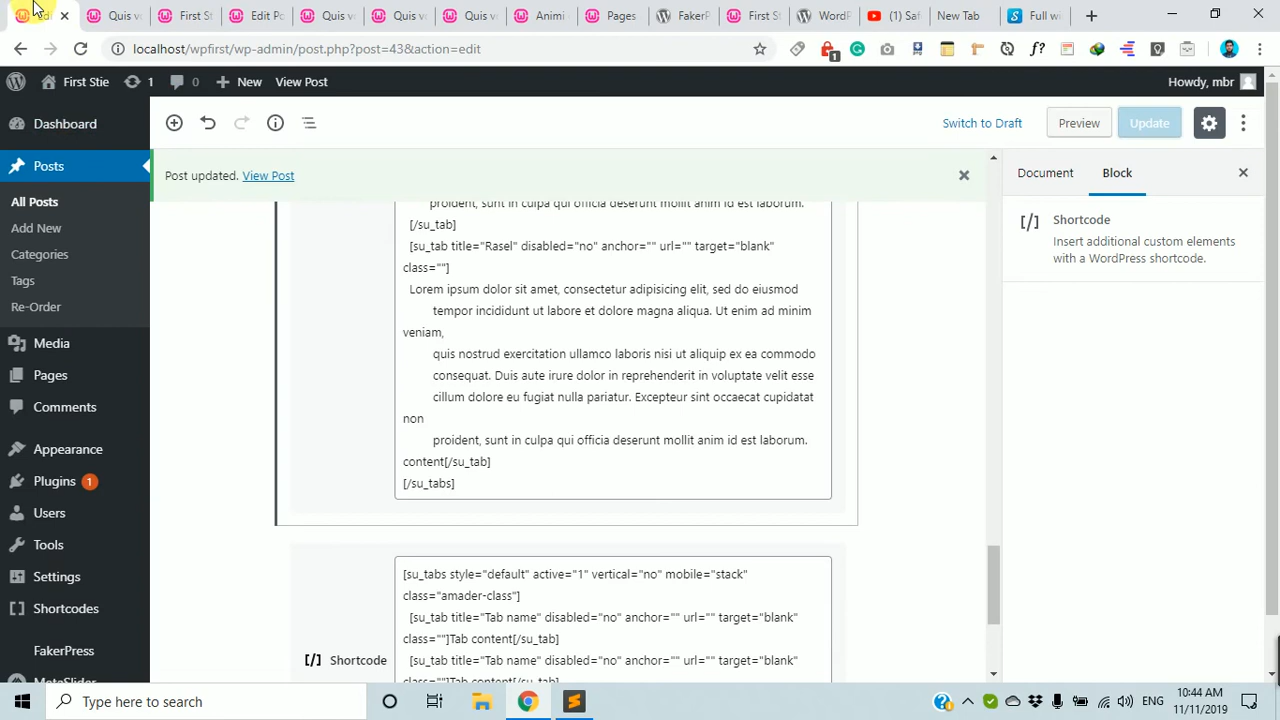 Quis v
First S
Edit P
Quis v
Quis v
Quis v
Animi
Pages
FakerP
First S
WordP
(1) Saf
New Tab
Full wi
localhost/wpfirst/wp-admin/post.php?post=43&action=edit
1
f?
First Stie
1
0
New
View Post
Howdy, mbr
Dashboard
Switch to Draft
Preview
Update
Posts
Post updated. View Post
Document
Block
All Posts
Add New
Categories
Tags
Re-Order
Shortcode
Insert additional custom elements
with a WordPress shortcode.
proident, sunt in culpa qui officia deserunt mollit anim id est laborum.
[/su_tab]
[su_tab title="Rasel" disabled="no" anchor="" url="" target="blank"
class=""]
Lorem ipsum dolor sit amet, consectetur adipisicing elit, sed do eiusmod
tempor incididunt ut labore et dolore magna aliqua. Ut enim ad minim
veniam,
quis nostrud exercitation ullamco laboris nisi ut aliquip ex ea commodo
consequat. Duis aute irure dolor in reprehenderit in voluptate velit esse
cillum dolore eu fugiat nulla pariatur. Excepteur sint occaecat cupidatat
non
proident, sunt in culpa qui officia deserunt mollit anim id est laborum.
content[/su_tab]
[/su_tabs]
Media
Pages
Comments
Appearance
Plugins 1
Users
Tools
Settings
Shortcodes
FakerPress
MetaSlider
[/] Shortcode
[su_tabs style="default" active="1" vertical="no" mobile="stack"
class="amader-class"]
[su_tab title="Tab name" disabled="no" anchor="" url="" target="blank"
class=""]Tab content[/su_tab]
[su_tab title="Tab name" disabled="no" anchor="" url="" target="blank"
class=""]Tab content[/su_tab]
Type here to search
ENG
10:44 AM
11/11/2019